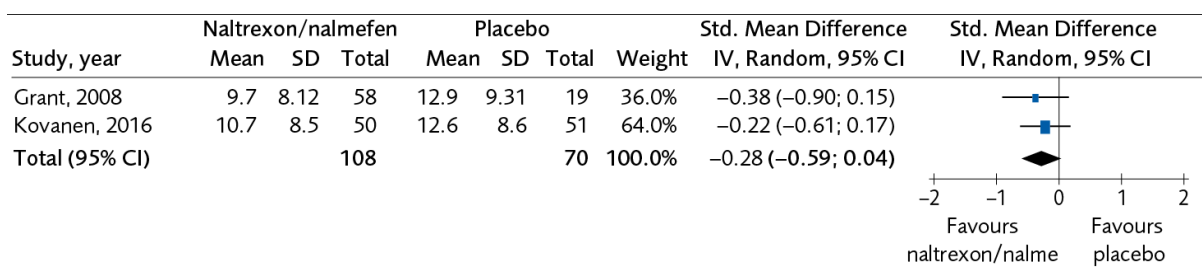 Naltrexon/nalmefen Placebo Std. Mean Difference Std. Mean Difference
Study, year Mean SD Total Mean SD Total Weight IV, Random, 95% CI IV, Random, 95% CI
Grant, 2008 9.7 8.12 58 12.9 9.31 19 36.0% −0.38 (−0.90; 0.15)
Kovanen, 2016 10.7 8.5 50 12.6 8.6 51 64.0% −0.22 (−0.61; 0.17)
Total (95% CI) 108 70 100.0% −0.28 (−0.59; 0.04)
−2 −1 0 1 2
Favours Favours
naltrexon/nalme placebo